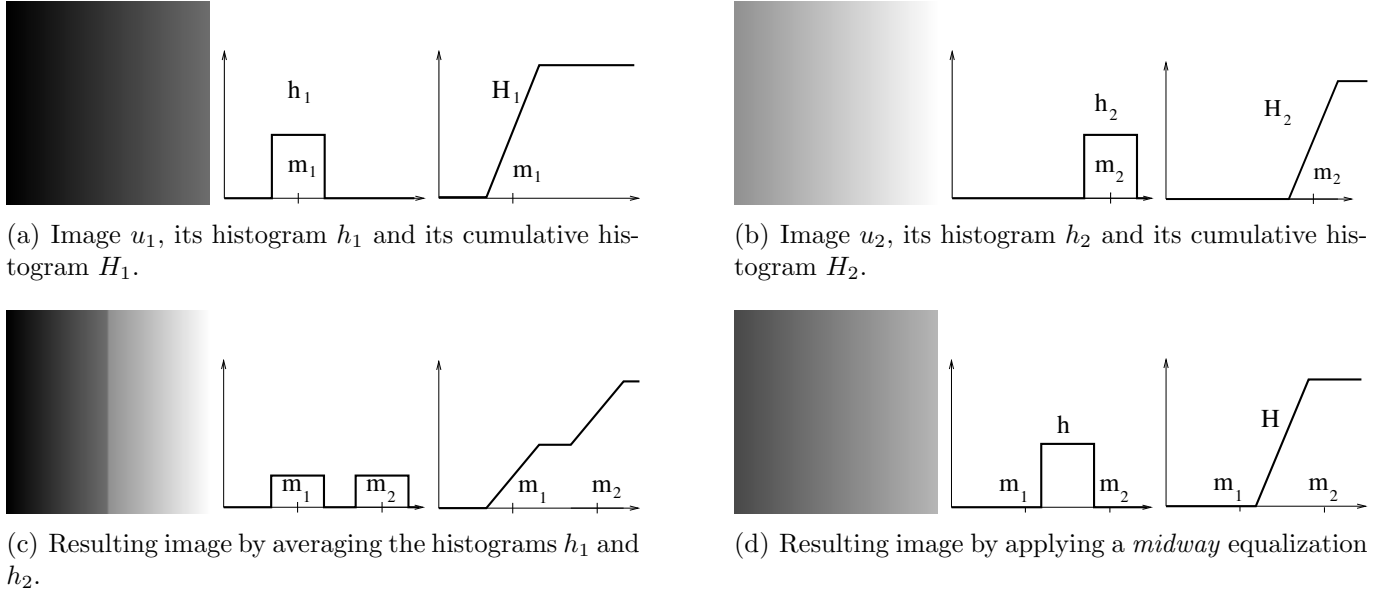 h1
m1
H1
m1
h2
m2
H2
m2
(a) Image u1, its histogram h1 and its cumulative his-
togram H1.
(b) Image u2, its histogram h2 and its cumulative his-
togram H2.
m1
m2
m1
m2
h
m1
m2
H
m1
m2
(c) Resulting image by averaging the histograms h1 and
h2.
(d) Resulting image by applying a midway equalization